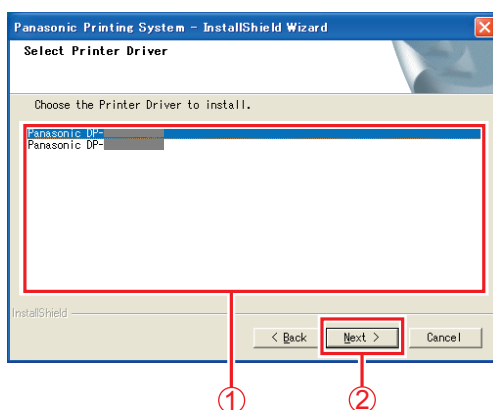 Panasonic Printing System - InstallShield Wizard
Select Printer Driver
Choose the Printer Driver to install.
Panasonic DP-
Panasonic DP-
InstallShield
< Back Next > Cancel
① ②